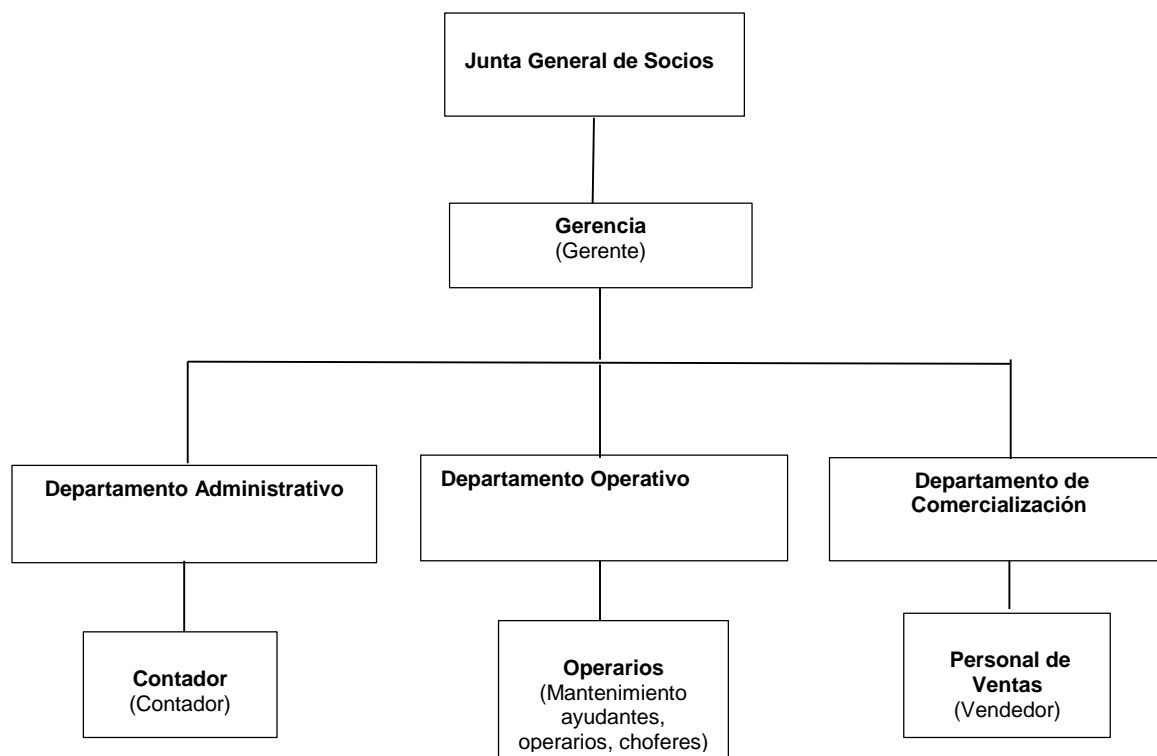 Junta General de Socios
Gerencia
(Gerente)
Departamento Administrativo
Departamento Operativo
Departamento de
Comercialización
Contador
(Contador)
Operarios
(Mantenimiento
ayudantes,
operarios, choferes)
Personal de
Ventas
(Vendedor)